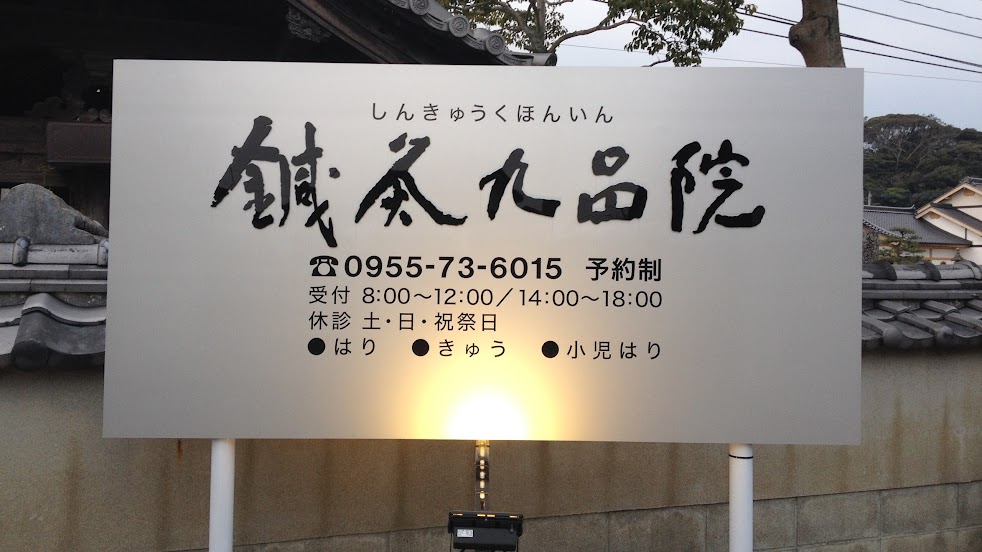 しんきゅうくほんいん
鍼灸九品院
☎0955-73-6015 予約制
受付 8:00〜12:00／14:00〜18:00
休診 土・日・祝祭日
●はり ●きゅう ●小児はり